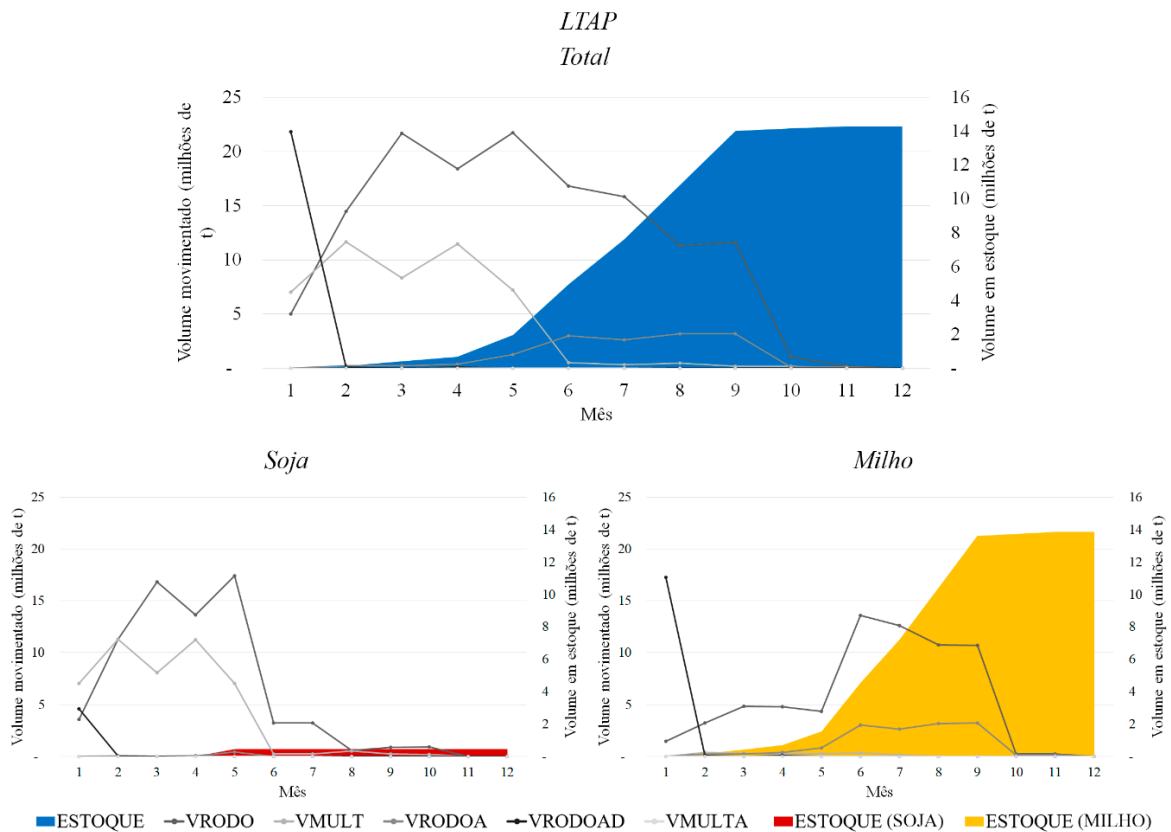 LTAP
Total
Volume movimentado (milhões de t)
25
20
15
10
5
-
16
14
12
10
8
6
4
2
-
Volume em estoque (milhões de t)
1 2 3 4 5 6 7 8 9 10 11 12
Mês
Soja
Volume movimentado (milhões de t)
25
20
15
10
5
-
16
14
12
10
8
6
4
2
-
Volume em estoque (milhões de t)
1 2 3 4 5 6 7 8 9 10 11 12
Mês
Milho
Volume movimentado (milhões de t)
25
20
15
10
5
-
16
14
12
10
8
6
4
2
-
Volume em estoque (milhões de t)
1 2 3 4 5 6 7 8 9 10 11 12
Mês
ESTOQUE VRODO VMULT VRODOA VRODOAD VMULTA ESTOQUE (SOJA) ESTOQUE (MILHO)